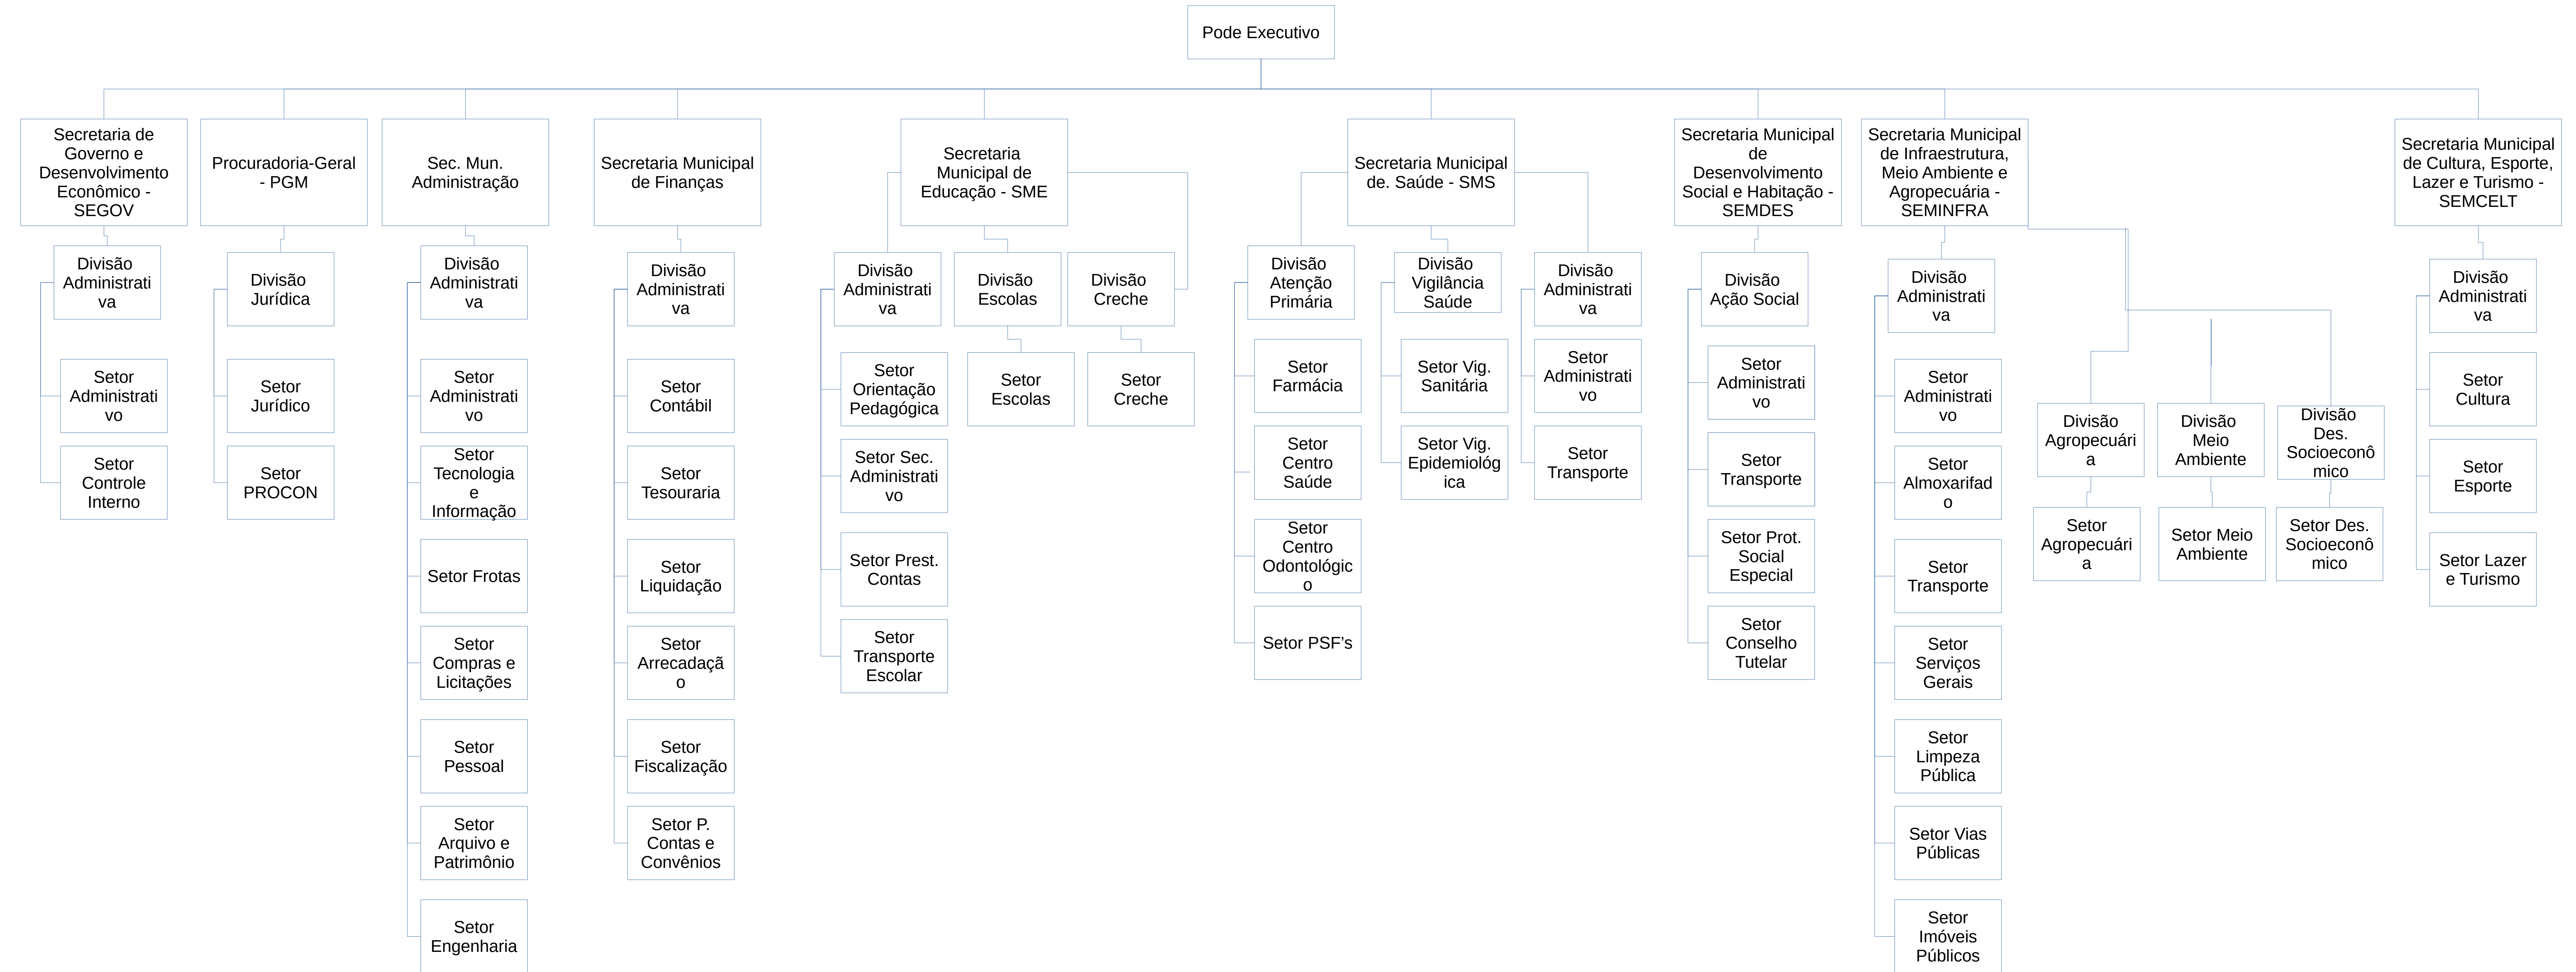 Pode Executivo
Secretaria de
Governo e
Desenvolvimento
Econômico -
SEGOV
Procuradoria-Geral
- PGM
Sec. Mun.
Administração
Secretaria Municipal
de Finanças
Secretaria
Municipal de
Educação - SME
Secretaria Municipal
de. Saúde - SMS
Secretaria Municipal
de
Desenvolvimento
Social e Habitação -
SEMDES
Secretaria Municipal
de Infraestrutura,
Meio Ambiente e
Agropecuária -
SEMINFRA
Secretaria Municipal
de Cultura, Esporte,
Lazer e Turismo -
SEMCELT
Divisão
Administrati
va
Setor
Administrati
vo
Setor
Controle
Interno
Divisão
Jurídica
Setor
Jurídico
Setor
PROCON
Divisão
Administrati
va
Setor
Administrati
vo
Setor
Tecnologia
e
Informação
Setor Frotas
Setor
Compras e
Licitações
Setor
Pessoal
Setor
Arquivo e
Patrimônio
Setor
Engenharia
Divisão
Administrati
va
Setor
Contábil
Setor
Tesouraria
Setor
Liquidação
Setor
Arrecadaçã
o
Setor
Fiscalização
Setor P.
Contas e
Convênios
Divisão
Administrati
va
Setor
Orientação
Pedagógica
Setor Sec.
Administrati
vo
Setor Prest.
Contas
Setor
Transporte
Escolar
Divisão
Escolas
Setor
Escolas
Divisão
Creche
Setor
Creche
Divisão
Atenção
Primária
Setor
Farmácia
Setor
Centro
Saúde
Setor
Centro
Odontológic
o
Setor PSF’s
Divisão
Vigilância
Saúde
Setor Vig.
Sanitária
Setor Vig.
Epidemiológ
ica
Divisão
Administrati
va
Setor
Administrati
vo
Setor
Transporte
Divisão
Ação Social
Setor
Administrati
vo
Setor
Transporte
Setor Prot.
Social
Especial
Setor
Conselho
Tutelar
Divisão
Administrati
va
Setor
Administrati
vo
Setor
Almoxarifad
o
Setor
Transporte
Setor
Serviços
Gerais
Setor
Limpeza
Pública
Setor Vias
Públicas
Setor
Imóveis
Públicos
Divisão
Agropecuári
a
Setor
Agropecuári
a
Divisão
Meio
Ambiente
Setor Meio
Ambiente
Divisão
Des.
Socioeconô
mico
Setor Des.
Socioeconô
mico
Divisão
Administrati
va
Setor
Cultura
Setor
Esporte
Setor Lazer
e Turismo